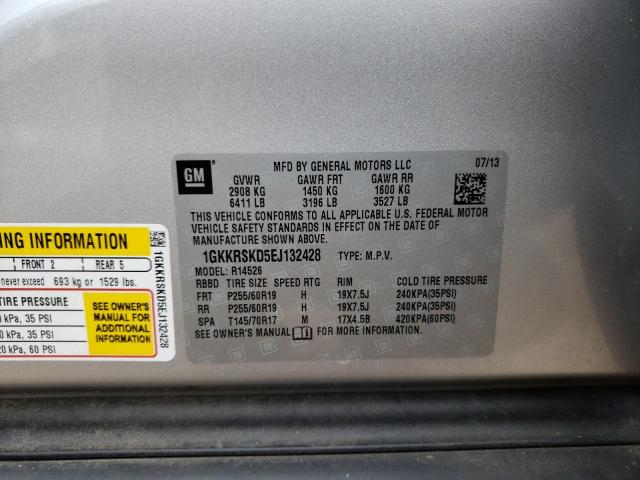 GM
MFD BY GENERAL MOTORS LLC 07/13
GVWR GAWR FRT GAWR RR
2908 KG 1450 KG 1600 KG
6411 LB 3196 LB 3527 LB
THIS VEHICLE CONFORMS TO ALL APPLICABLE U.S. FEDERAL MOTOR
VEHICLE SAFETY, BUMPER, AND THEFT PREVENTION STANDARDS
IN EFFECT ON THE DATE OF
MANUFACTURE SHOWN ABOVE.
1GKKRSKD5EJ132428 TYPE: M.P.V.
MODEL: R14526
RBBD TIRE SIZE SPEED RTG RIM COLD TIRE PRESSURE
FRT P255/60R19 H 19X7.5J 240KPA(35PSI)
RR P255/60R19 H 19X7.5J 240KPA(35PSI)
SPA T145/70R17 M 17X4.5B 420KPA(60PSI)
SEE OWNER'S MANUAL FOR MORE INFORMATION.
NG INFORMATION
FRONT 2 REAR 5
never exceed 693 kg or 1529 lbs.
TIRE PRESSURE
kPa, 35 PSI
kPa, 35 PSI
20 kPa, 60 PSI
SEE OWNER'S
MANUAL FOR
ADDITIONAL
INFORMATION
1GKKRSKD5EJ132428